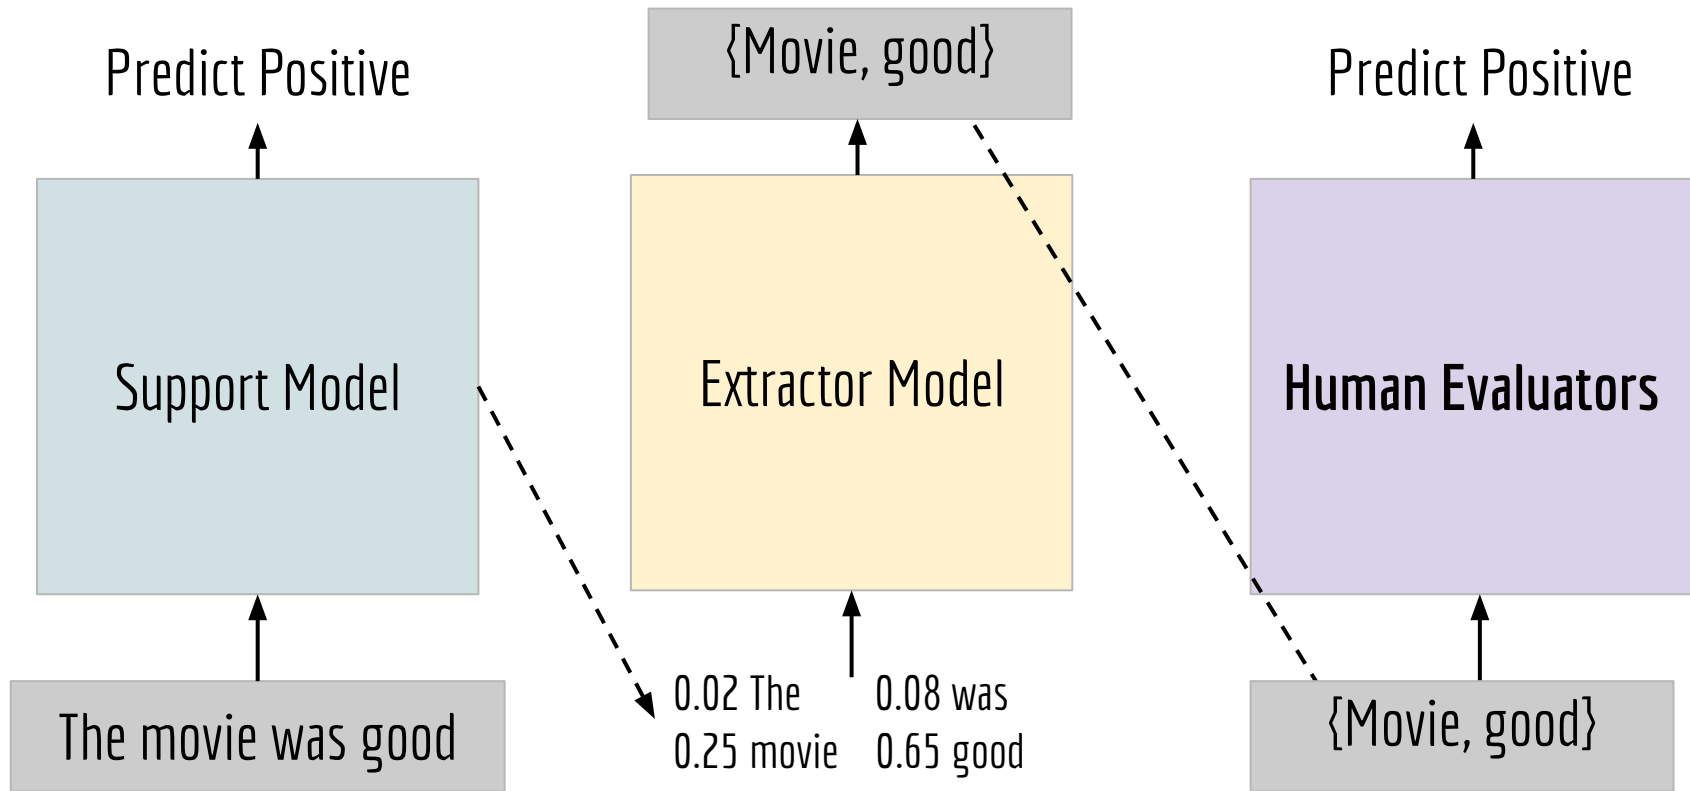 Predict Positive
Support Model
The movie was good
{Movie, good}
Extractor Model
0.02 The 0.08 was
0.25 movie 0.65 good
Predict Positive
Human Evaluators
{Movie, good}